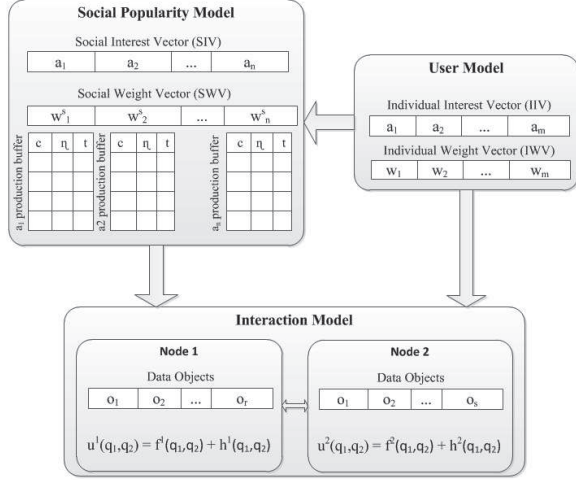 Social Popularity Model
Social Interest Vector (SIV)
a₁ a₂ ... aₙ
Social Weight Vector (SWV)
wˢ₁ wˢ₂ ... wˢₙ
a₁ production buffer
c η t
a2 production buffer
c η t
aₙ production buffer
c η t
User Model
Individual Interest Vector (IIV)
a₁ a₂ ... aₘ
Individual Weight Vector (IWV)
w₁ w₂ ... wₘ
Interaction Model
Node 1
Data Objects
o₁ o₂ ... oᵣ
u¹(q₁,q₂) = f¹(q₁,q₂) + h¹(q₁,q₂)
Node 2
Data Objects
o₁ o₂ ... oₛ
u²(q₁,q₂) = f²(q₁,q₂) + h²(q₁,q₂)